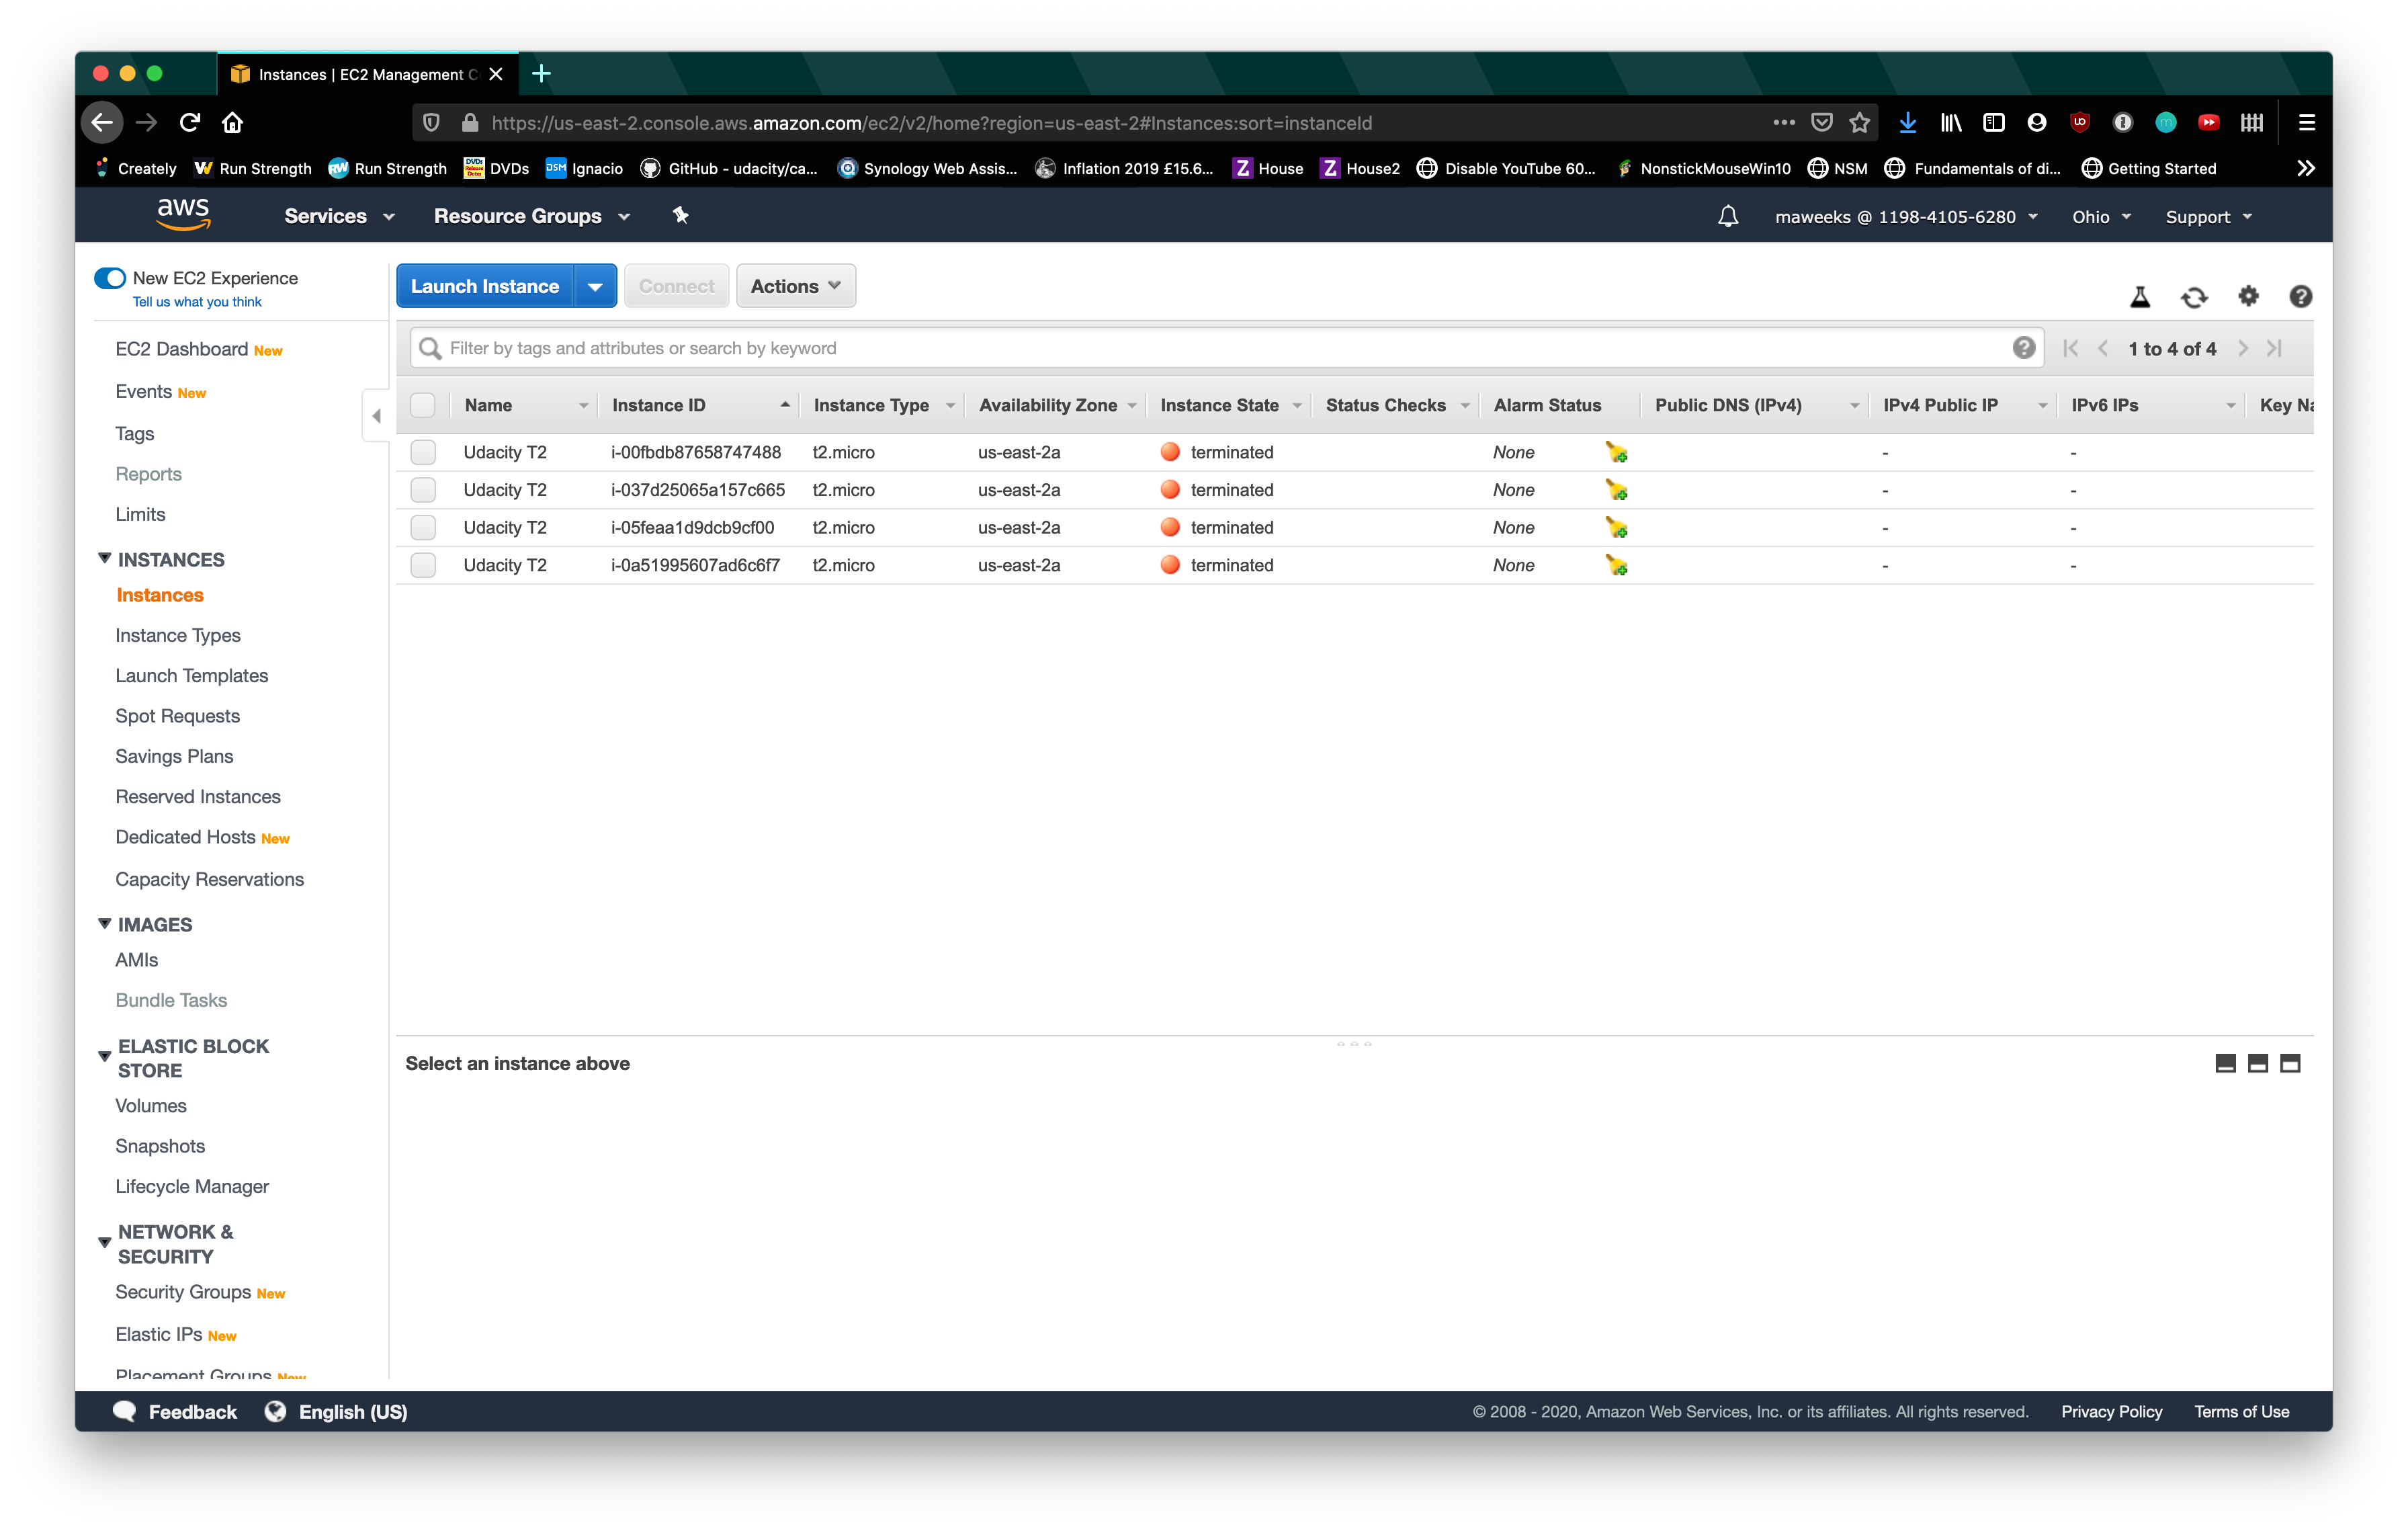 Instances | EC2 Management C
https://us-east-2.console.aws.amazon.com/ec2/v2/home?region=us-east-2#Instances:sort=instanceId
Creately Run Strength Run Strength DVDs Ignacio GitHub - udacity/ca... Synology Web Assis... Inflation 2019 £15.6... House House2 Disable YouTube 60... NonstickMouseWin10 NSM Fundamentals of di... Getting Started
aws Services Resource Groups maweeks @ 1198-4105-6280 Ohio Support
New EC2 Experience
Tell us what you think
Launch Instance Connect Actions
Filter by tags and attributes or search by keyword 1 to 4 of 4
Name Instance ID Instance Type Availability Zone Instance State Status Checks Alarm Status Public DNS (IPv4) IPv4 Public IP IPv6 IPs Key Na
Udacity T2 i-00fbdb87658747488 t2.micro us-east-2a terminated None - -
Udacity T2 i-037d25065a157c665 t2.micro us-east-2a terminated None - -
Udacity T2 i-05feaa1d9dcb9cf00 t2.micro us-east-2a terminated None - -
Udacity T2 i-0a51995607ad6c6f7 t2.micro us-east-2a terminated None - -
EC2 Dashboard New
Events New
Tags
Reports
Limits
INSTANCES
Instances
Instance Types
Launch Templates
Spot Requests
Savings Plans
Reserved Instances
Dedicated Hosts New
Capacity Reservations
IMAGES
AMIs
Bundle Tasks
ELASTIC BLOCK
STORE
Volumes
Snapshots
Lifecycle Manager
NETWORK &
SECURITY
Security Groups New
Elastic IPs New
Placement Groups New
Select an instance above
Feedback English (US) © 2008 - 2020, Amazon Web Services, Inc. or its affiliates. All rights reserved. Privacy Policy Terms of Use